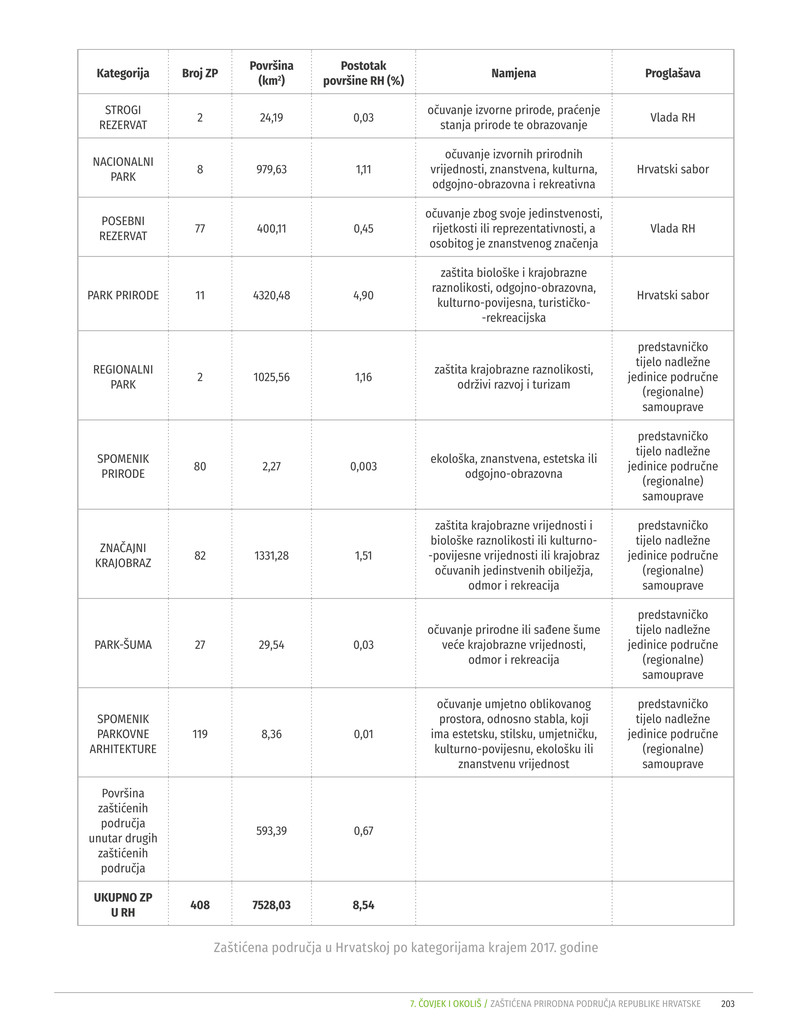 Kategorija
Broj ZP
Površina
(km²)
Postotak
površine RH (%)
Namjena
Proglašava
STROGI
REZERVAT
2
24,19
0,03
očuvanje izvorne prirode, praćenje
stanja prirode te obrazovanje
Vlada RH
NACIONALNI
PARK
8
979,63
1,11
očuvanje izvornih prirodnih
vrijednosti, znanstvena, kulturna,
odgojno-obrazovna i rekreativna
Hrvatski sabor
POSEBNI
REZERVAT
77
400,11
0,45
očuvanje zbog svoje jedinstvenosti,
rijetkosti ili reprezentativnosti, a
osobitog je znanstvenog značenja
Vlada RH
PARK PRIRODE
11
4320,48
4,90
zaštita biološke i krajobrazne
raznolikosti, odgojno-obrazovna,
kulturno-povijesna, turističko-
-rekreacijska
Hrvatski sabor
REGIONALNI
PARK
2
1025,56
1,16
zaštita krajobrazne raznolikosti,
održivi razvoj i turizam
predstavničko
tijelo nadležne
jedinice područne
(regionalne)
samouprave
SPOMENIK
PRIRODE
80
2,27
0,003
ekološka, znanstvena, estetska ili
odgojno-obrazovna
predstavničko
tijelo nadležne
jedinice područne
(regionalne)
samouprave
ZNAČAJNI
KRAJOBRAZ
82
1331,28
1,51
zaštita krajobrazne vrijednosti i
biološke raznolikosti ili kulturno-
-povijesne vrijednosti ili krajobraz
očuvanih jedinstvenih obilježja,
odmor i rekreacija
predstavničko
tijelo nadležne
jedinice područne
(regionalne)
samouprave
PARK-ŠUMA
27
29,54
0,03
očuvanje prirodne ili sađene šume
veće krajobrazne vrijednosti,
odmor i rekreacija
predstavničko
tijelo nadležne
jedinice područne
(regionalne)
samouprave
SPOMENIK
PARKOVNE
ARHITEKTURE
119
8,36
0,01
očuvanje umjetno oblikovanog
prostora, odnosno stabla, koji
ima estetsku, stilsku, umjetničku,
kulturno-povijesnu, ekološku ili
znanstvenu vrijednost
predstavničko
tijelo nadležne
jedinice područne
(regionalne)
samouprave
Površina
zaštićenih
područja
unutar drugih
zaštićenih
područja
593,39
0,67
UKUPNO ZP
U RH
408
7528,03
8,54
Zaštićena područja u Hrvatskoj po kategorijama krajem 2017. godine
7. ČOVJEK I OKOLIŠ / ZAŠTIĆENA PRIRODNA PODRUČJA REPUBLIKE HRVATSKE 203